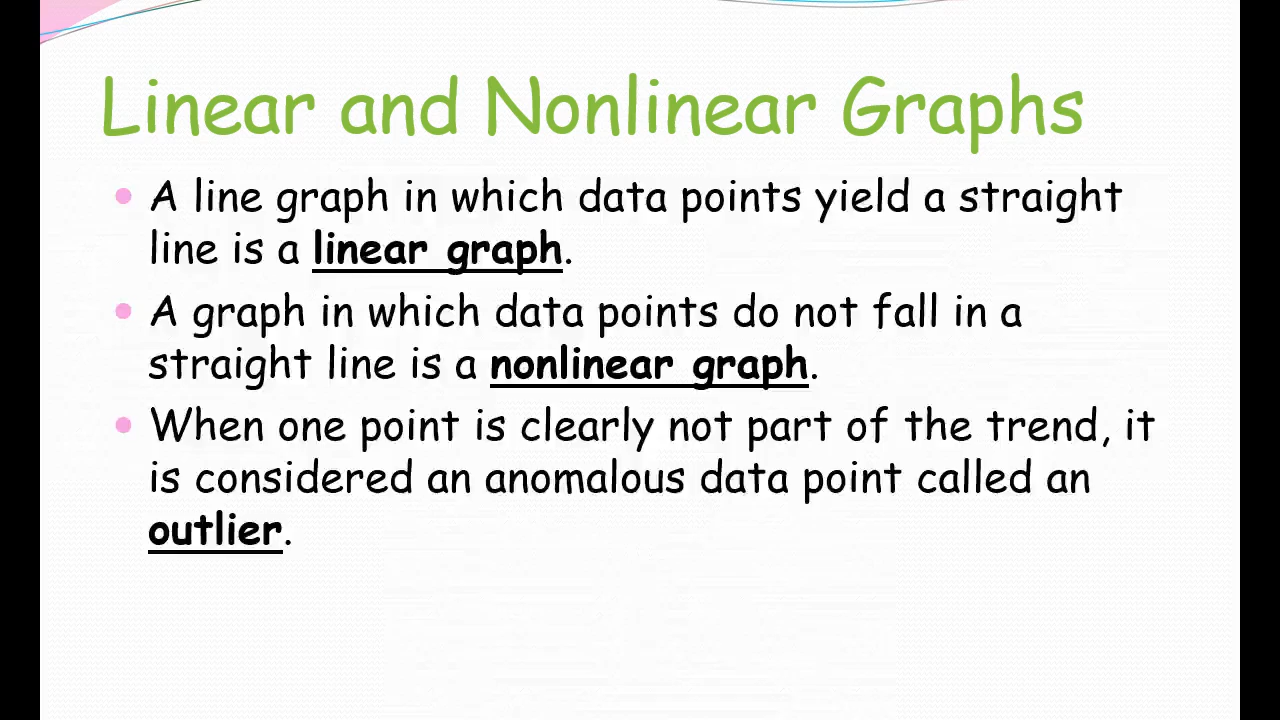 Linear and Nonlinear Graphs
A line graph in which data points yield a straight
line is a linear graph.
A graph in which data points do not fall in a
straight line is a nonlinear graph.
When one point is clearly not part of the trend, it
is considered an anomalous data point called an
outlier.